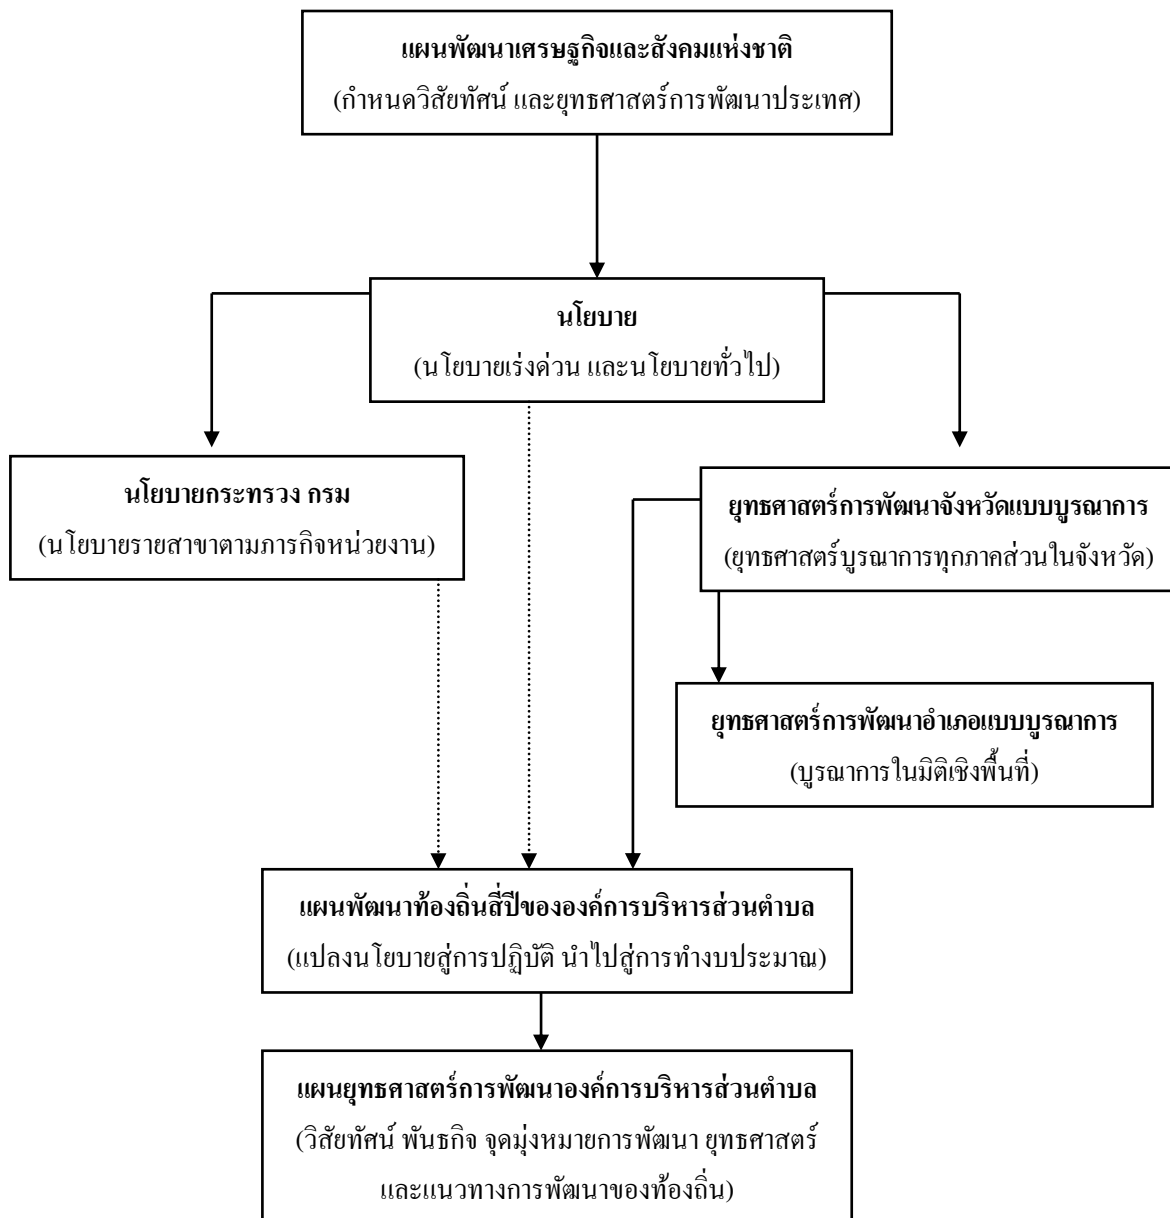 แผนพัฒนาเศรษฐกิจและสังคมแห่งชาติ
(กำหนดวิสัยทัศน์ และยุทธศาสตร์การพัฒนาประเทศ)
นโยบาย
(นโยบายเร่งด่วน และนโยบายทั่วไป)
นโยบายกระทรวง กรม
(นโยบายรายสาขาตามภารกิจหน่วยงาน)
ยุทธศาสตร์การพัฒนาจังหวัดแบบบูรณาการ
(ยุทธศาสตร์บูรณาการทุกภาคส่วนในจังหวัด)
ยุทธศาสตร์การพัฒนาอำเภอแบบบูรณาการ
(บูรณาการในมิติเชิงพื้นที่)
แผนพัฒนาท้องถิ่นสี่ปีขององค์การบริหารส่วนตำบล
(แปลงนโยบายสู่การปฏิบัติ นำไปสู่การทำงบประมาณ)
แผนยุทธศาสตร์การพัฒนาองค์การบริหารส่วนตำบล
(วิสัยทัศน์ พันธกิจ จุดมุ่งหมายการพัฒนา ยุทธศาสตร์
และแนวทางการพัฒนาของท้องถิ่น)